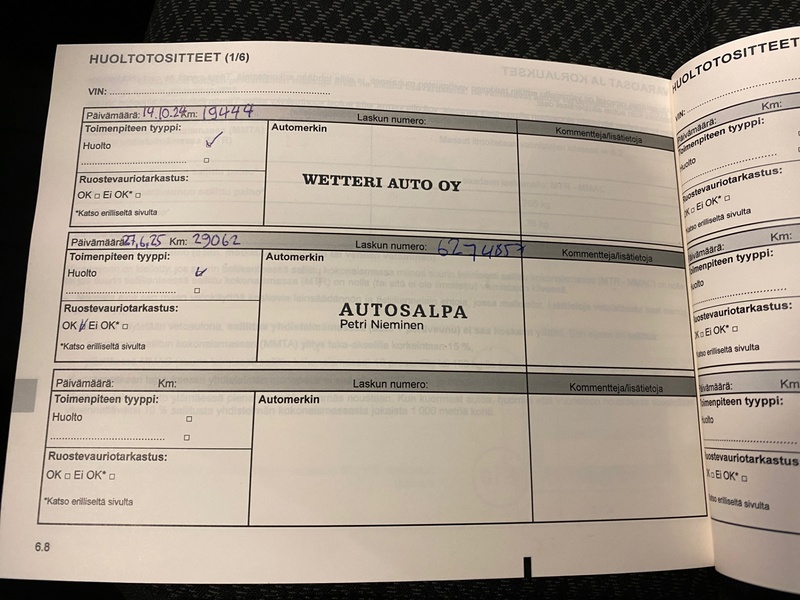 HUOLTOTOSITTEET (1/6)
VIN:
Päivämäärä: 14.10.24 Km: 19444 Laskun numero: Kommentteja/lisätietoja
Toimenpiteen tyyppi: Automerkin
Huolto
WETTERI AUTO OY
Ruostevauriotarkastus:
OK □ Ei OK* □
*Katso erilliseltä sivulta
Päivämäärä 27,6,25 Km: 29062 Laskun numero: Kommentteja/lisätietoja
Toimenpiteen tyyppi: Automerkin
Huolto
AUTOSALPA
Petri Nieminen
Ruostevauriotarkastus:
OK Ei OK* □
*Katso erilliseltä sivulta
Päivämäärä: Km: Laskun numero: Kommentteja/lisätietoja
Toimenpiteen tyyppi: Automerkin
Huolto □
Ruostevauriotarkastus:
OK □ Ei OK* □
*Katso erilliseltä sivulta
6.8
HUOLTOTOSITTEET
VIN:
Päivämäärä: Km:
Toimenpiteen tyyppi:
Huolto
Ruostevauriotarkastus:
OK □ Ei OK* □
*Katso erilliseltä sivulta
Päivämäärä: Km:
Toimenpiteen tyyppi:
Huolto
Ruostevauriotarkastus:
Ei OK* □
erilliseltä sivulta
Päivämäärä: Km
Toimenpiteen tyyppi:
Huolto
Ruostevauriotarkastus
Ei OK* □
erilliseltä sivulta